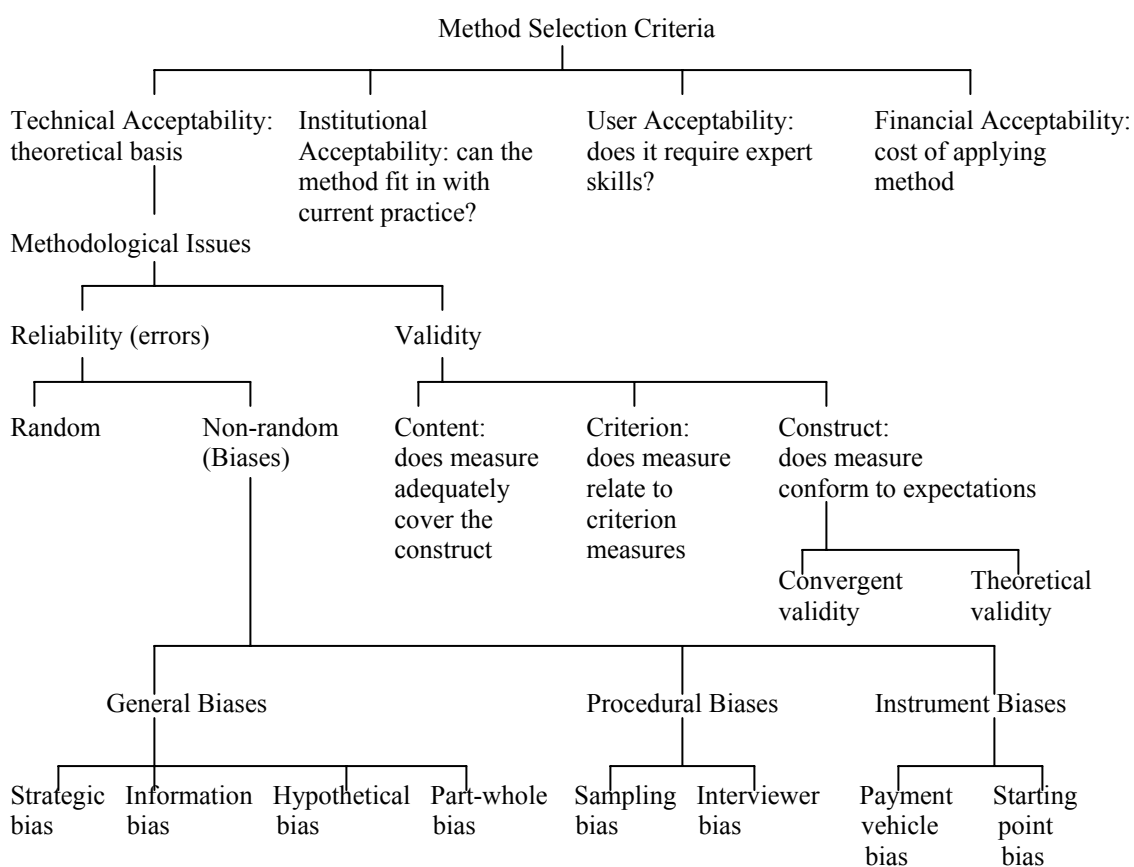 Method Selection Criteria
Technical Acceptability:
theoretical basis
Institutional
Acceptability: can the
method fit in with
current practice?
User Acceptability:
does it require expert
skills?
Financial Acceptability:
cost of applying
method
Methodological Issues
Reliability (errors)
Validity
Random
Non-random
(Biases)
Content:
does measure
adequately
cover the
construct
Criterion:
does measure
relate to
criterion
measures
Construct:
does measure
conform to expectations
Convergent
validity
Theoretical
validity
General Biases
Procedural Biases
Instrument Biases
Strategic
bias
Information
bias
Hypothetical
bias
Part-whole
bias
Sampling
bias
Interviewer
bias
Payment
vehicle
bias
Starting
point
bias